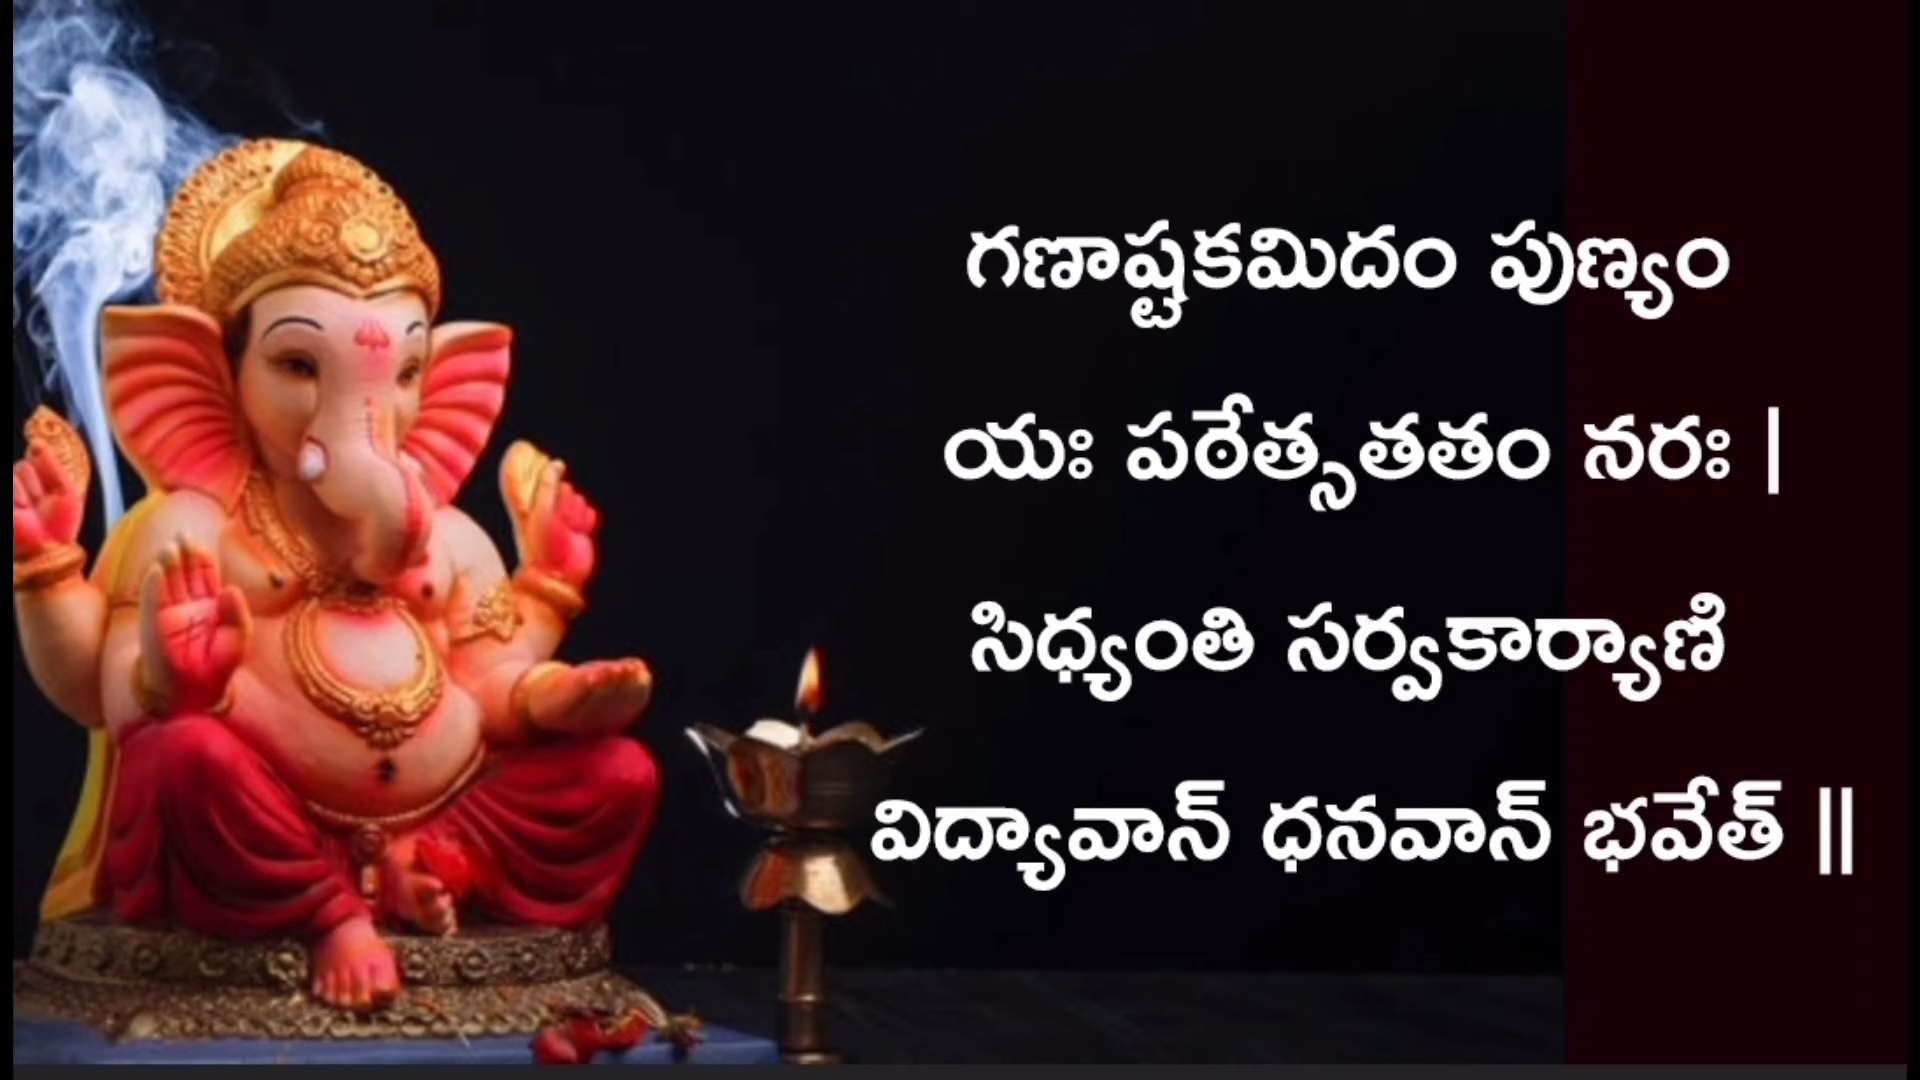 గణాష్టకమిదం పుణ్యం
యః పఠేత్సతతం నరః |
సిధ్యంతి సర్వకార్యాణి
విద్యావాన్ ధనవాన్ భవేత్ ||